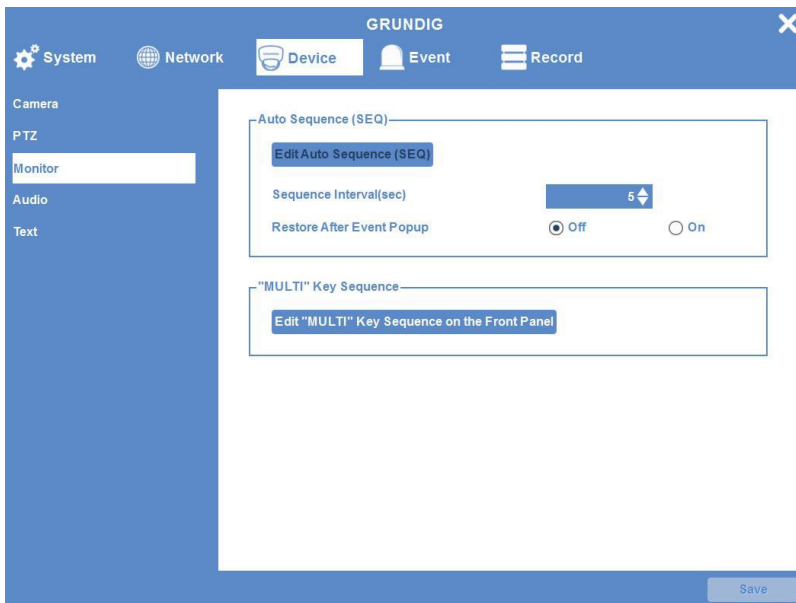 GRUNDIG
System
Network
Device
Event
Record
Camera
PTZ
Monitor
Audio
Text
Auto Sequence (SEQ)
Edit Auto Sequence (SEQ)
Sequence Interval(sec) 5
Restore After Event Popup Off On
"MULTI" Key Sequence
Edit "MULTI" Key Sequence on the Front Panel
Save